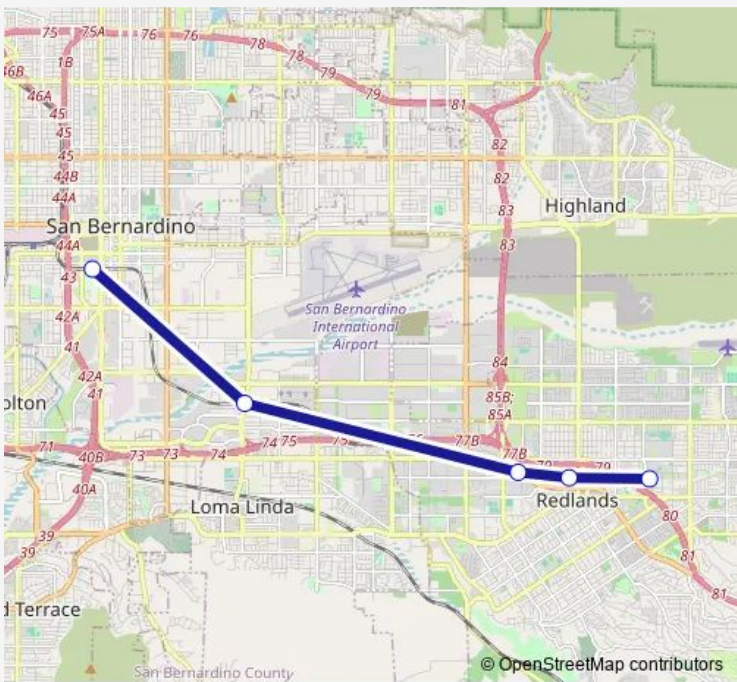 75
75A
76
76
78
78
79
79
81
1B
46B
46A
45
45
45
44B
44A
82
82
83
83
Highland
San Bernardino
44A
43
42A
41
42A
41
San Bernardino
International
Airport
84
85B;
85A
olton
71
40B
73
73
74
74
75
77B
77B
79
79
40A
39
39
Loma Linda
Redlands
80
81
81
d Terrace
San Bernardino County
© OpenStreetMap contributors